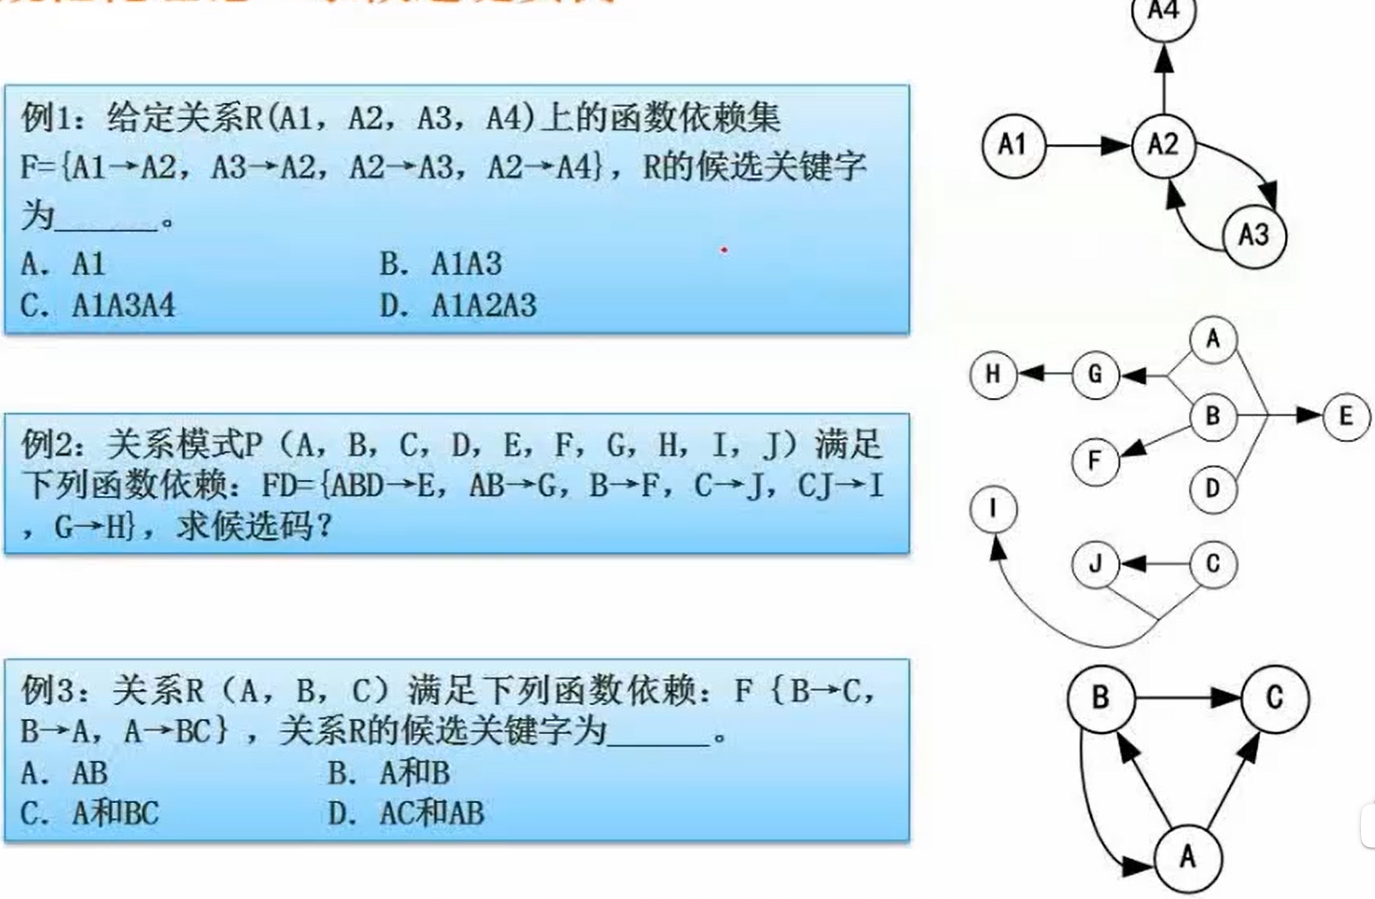 例1：给定关系R(A1，A2，A3，A4)上的函数依赖集
F={A1→A2，A3→A2，A2→A3，A2→A4}，R的候选关键字
为______。
A．A1 B．A1A3
C．A1A3A4 D．A1A2A3
A4
A1
A2
A3
例2：关系模式P（A，B，C，D，E，F，G，H，I，J）满足
下列函数依赖：FD={ABD→E，AB→G，B→F，C→J，CJ→I
，G→H}，求候选码？
A
H
G
B
E
F
D
I
J
C
例3：关系R（A，B，C）满足下列函数依赖：F｛B→C，
B→A，A→BC｝，关系R的候选关键字为______。
A．AB B．A和B
C．A和BC D．AC和AB
B
C
A